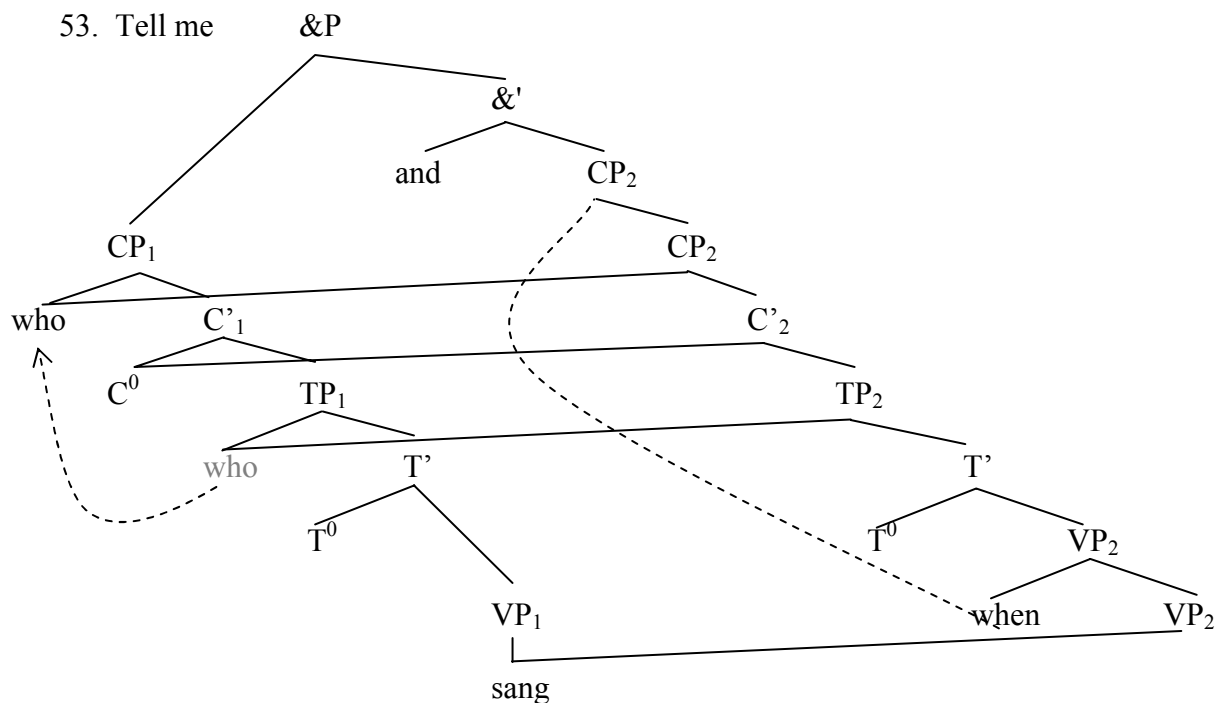 53. Tell me &P
&'
and CP₂
CP₁ CP₂
who C’₁ C’₂
C⁰ TP₁ TP₂
who T’ T’
T⁰ T⁰ VP₂
VP₁ when VP₂
sang